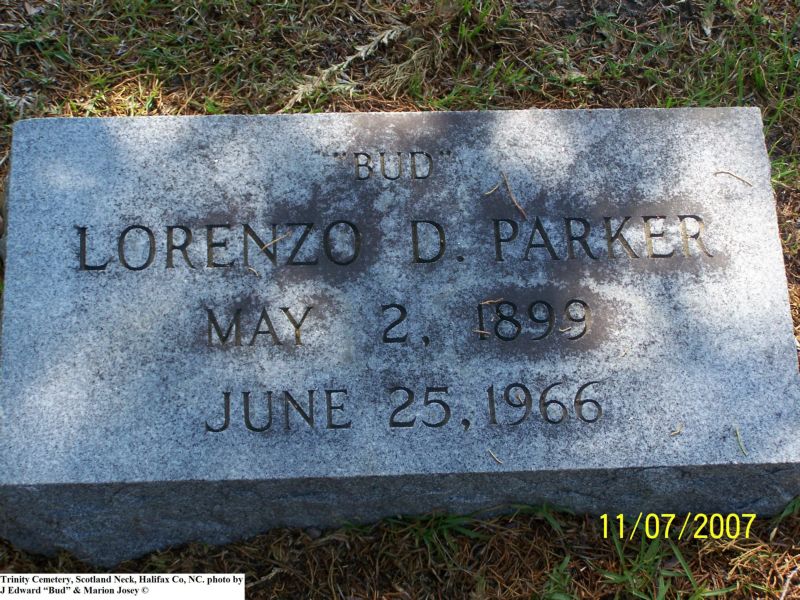 "BUD"
LORENZO D. PARKER
MAY 2, 1899
JUNE 25, 1966
11/07/2007
Trinity Cemetery, Scotland Neck, Halifax Co, NC. photo by
J Edward “Bud” & Marion Josey ©